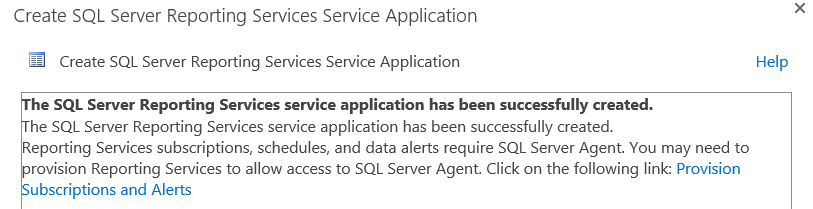 Create SQL Server Reporting Services Service Application
Create SQL Server Reporting Services Service Application
Help
The SQL Server Reporting Services service application has been successfully created.
The SQL Server Reporting Services service application has been successfully created.
Reporting Services subscriptions, schedules, and data alerts require SQL Server Agent. You may need to
provision Reporting Services to allow access to SQL Server Agent. Click on the following link: Provision
Subscriptions and Alerts